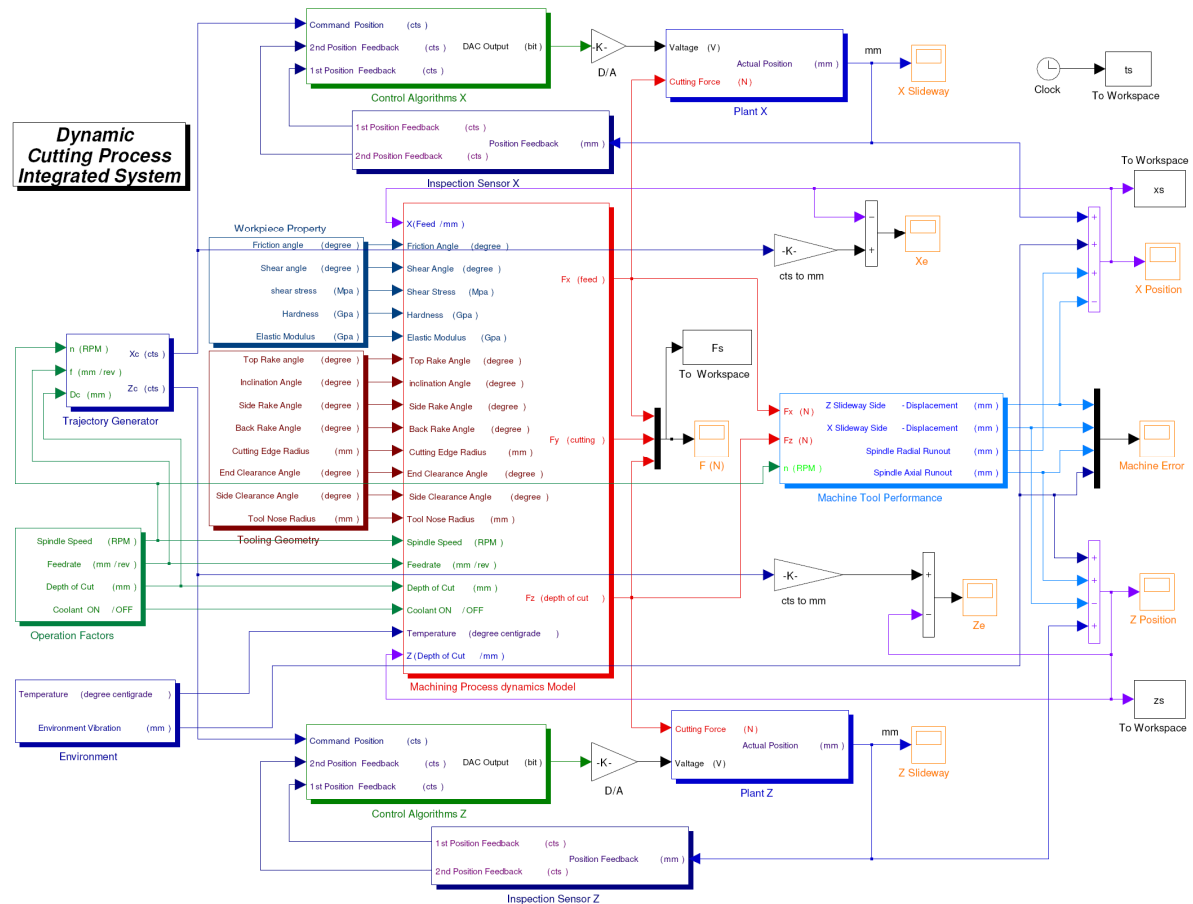 Dynamic
Cutting Process
Integrated System
Command Position (cts )
2nd Position Feedback (cts )
DAC Output (bit )
1st Position Feedback (cts )
Control Algorithms X
-K-
D/A
Valtage (V)
Actual Position (mm )
Cutting Force (N)
Plant X
mm
X Slideway
Clock
ts
To Workspace
1st Position Feedback (cts )
Position Feedback (mm )
2nd Position Feedback (cts )
Inspection Sensor X
To Workspace
xs
Workpiece Property
Friction angle (degree )
Shear angle (degree )
shear stress (Mpa )
Hardness (Gpa )
Elastic Modulus (Gpa )
Top Rake angle (degree )
Inclination Angle (degree )
Side Rake Angle (degree )
Back Rake Angle (degree )
Cutting Edge Radius (mm )
End Clearance Angle (degree )
Side Clearance Angle (degree )
Tool Nose Radius (mm )
Tooling Geometry
X(Feed /mm )
Friction Angle (degree )
Shear Angle (degree )
Shear Stress (Mpa )
Hardness (Gpa )
Elastic Modulus (Gpa )
Top Rake Angle (degree )
inclination Angle (degree )
Side Rake Angle (degree )
Back Rake Angle (degree )
Cutting Edge Radius (mm )
End Clearance Angle (degree )
Side Clearance Angle (degree )
Tool Nose Radius (mm )
Spindle Speed (RPM )
Feedrate (mm /rev )
Depth of Cut (mm )
Coolant ON /OFF
Temperature (degree centigrade )
Z (Depth of Cut /mm )
Fx (feed )
Fy (cutting )
Fz (depth of cut )
Machining Process dynamics Model
-K-
cts to mm
−
+
Xe
+
+
+
−
X Position
n (RPM )
f (mm /rev )
Dc (mm )
Xc (cts )
Zc (cts )
Trajectory Generator
Fs
To Workspace
F (N)
Fx (N)
Fz (N)
n (RPM )
Z Slideway Side - Displacement (mm )
X Slideway Side - Displacement (mm )
Spindle Radial Runout (mm )
Spindle Axial Runout (mm )
Machine Tool Performance
Machine Error
Spindle Speed (RPM )
Feedrate (mm /rev )
Depth of Cut (mm )
Coolant ON /OFF
Operation Factors
-K-
cts to mm
+
−
Ze
+
+
−
+
Z Position
Temperature (degree centigrade )
Environment Vibration (mm )
Environment
zs
To Workspace
Command Position (cts )
2nd Position Feedback (cts )
DAC Output (bit )
1st Position Feedback (cts )
Control Algorithms Z
-K-
D/A
Cutting Force (N)
Actual Position (mm )
Valtage (V)
Plant Z
mm
Z Slideway
1st Position Feedback (cts )
Position Feedback (mm )
2nd Position Feedback (cts )
Inspection Sensor Z